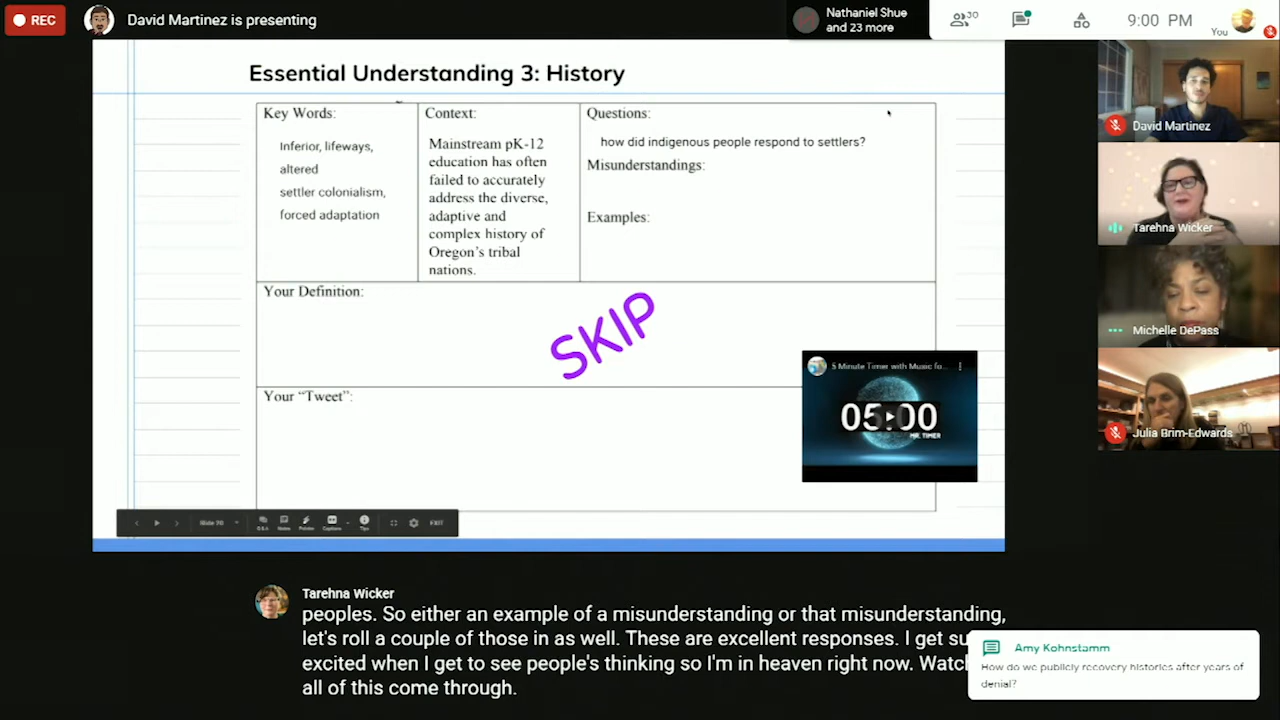 REC
David Martinez is presenting
Nathaniel Shue
and 23 more
30
9:00 PM
You
Essential Understanding 3: History
Key Words:
Inferior, lifeways,
altered
settler colonialism,
forced adaptation
Context:
Mainstream pK-12
education has often
failed to accurately
address the diverse,
adaptive and
complex history of
Oregon's tribal
nations.
Questions:
how did indigenous people respond to settlers?
Misunderstandings:
Examples:
Your Definition:
SKIP
Your "Tweet":
5 Minute Timer with Music fo...
05:00
MR. TIMER
Slide 70
Q&A
Notes
Pointer
Captions
Tips
EXIT
David Martinez
Tarehna Wicker
Michelle DePass
Julia Brim-Edwards
Tarehna Wicker
peoples. So either an example of a misunderstanding or that misunderstanding,
let's roll a couple of those in as well. These are excellent responses. I get
excited when I get to see people's thinking so I'm in heaven right now.
all of this come through.
Amy Kohnstamm
How do we publicly recovery histories after years of
denial?